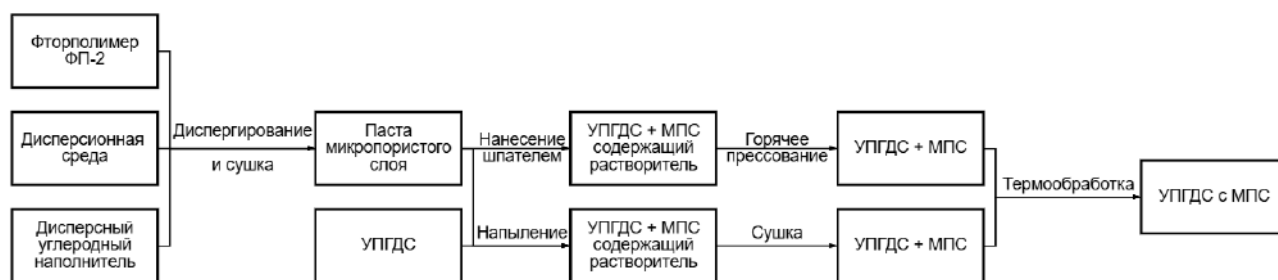 Фторполимер
ФП-2
Дисперсионная
среда
Дисперсный
углеродный
наполнитель
Диспергирование
и сушка
Паста
микропористого
слоя
УПГДС
Нанесение
шпателем
Напыление
УПГДС + МПС
содержащий
растворитель
УПГДС + МПС
содержащий
растворитель
Горячее
прессование
Сушка
УПГДС + МПС
УПГДС + МПС
Термообработка
УПГДС с МПС